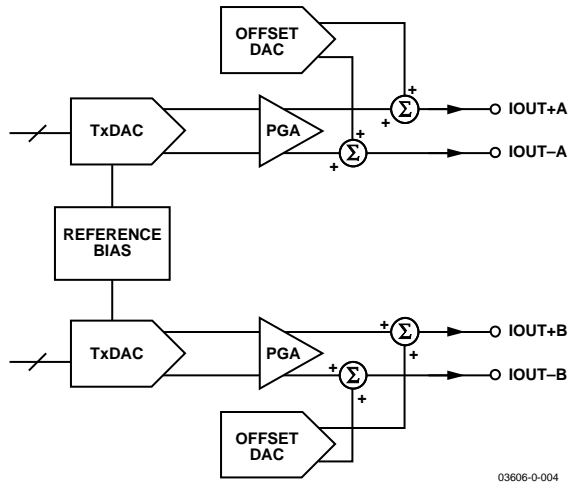 OFFSET
DAC
+
+
Σ
IOUT+A
TxDAC
PGA
+
+
Σ
IOUT–A
REFERENCE
BIAS
TxDAC
PGA
+
Σ
+
IOUT+B
+
Σ
+
IOUT–B
OFFSET
DAC
03606-0-004